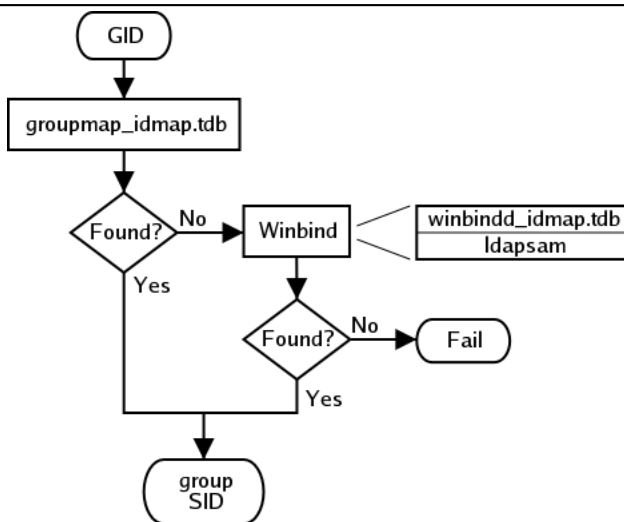 GID
groupmap_idmap.tdb
Found?
No
Winbind
winbindd_idmap.tdb
ldapsam
Yes
Found?
No
Fail
Yes
group
SID